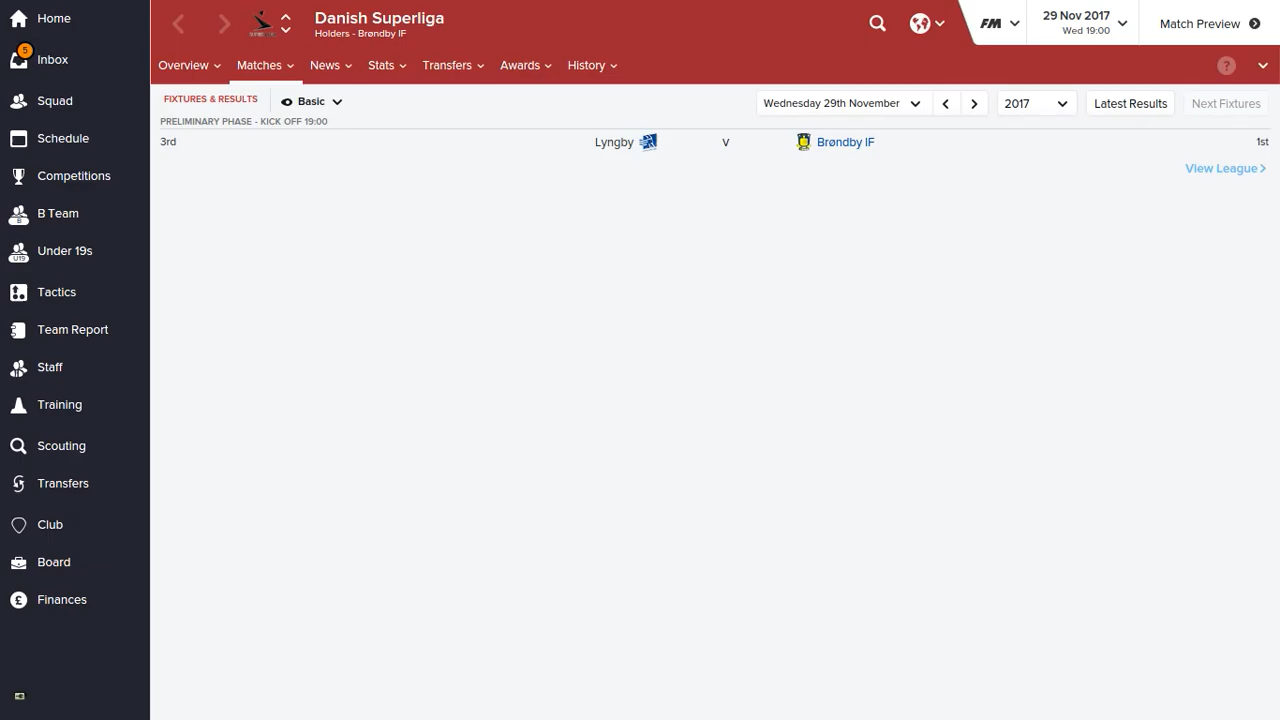 Home
5
Inbox
Squad
Schedule
Competitions
B
B Team
U19
Under 19s
Tactics
Team Report
Staff
Training
Scouting
Transfers
Club
Board
£
Finances
Danish Superliga
Holders - Brøndby IF
FM
29 Nov 2017
Wed 19:00
Match Preview
Overview Matches News Stats Transfers Awards History ?
FIXTURES & RESULTS Basic Wednesday 29th November 2017 Latest Results Next Fixtures
PRELIMINARY PHASE - KICK OFF 19:00
3rd Lyngby V Brøndby IF 1st
View League